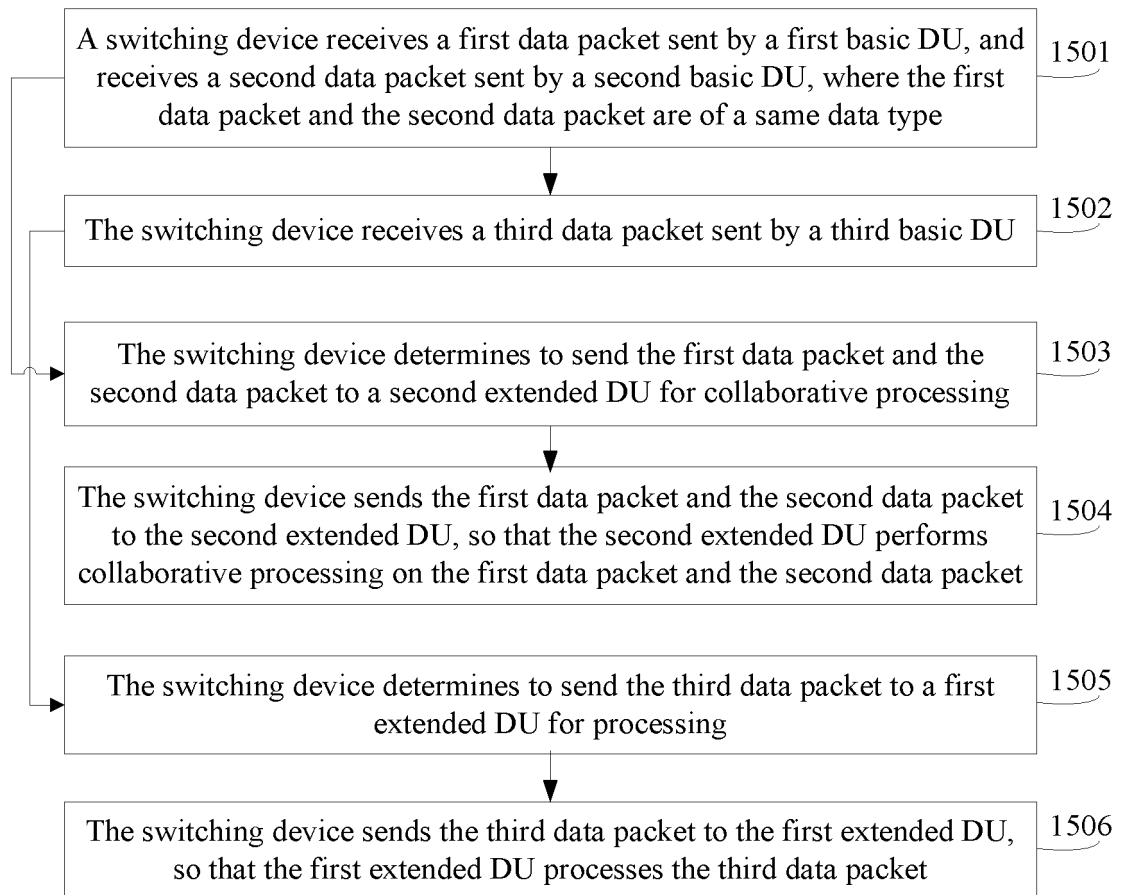 A switching device receives a first data packet sent by a first basic DU, and
receives a second data packet sent by a second basic DU, where the first
data packet and the second data packet are of a same data type
1501
The switching device receives a third data packet sent by a third basic DU
1502
The switching device determines to send the first data packet and the
second data packet to a second extended DU for collaborative processing
1503
The switching device sends the first data packet and the second data packet
to the second extended DU, so that the second extended DU performs
collaborative processing on the first data packet and the second data packet
1504
The switching device determines to send the third data packet to a first
extended DU for processing
1505
The switching device sends the third data packet to the first extended DU,
so that the first extended DU processes the third data packet
1506